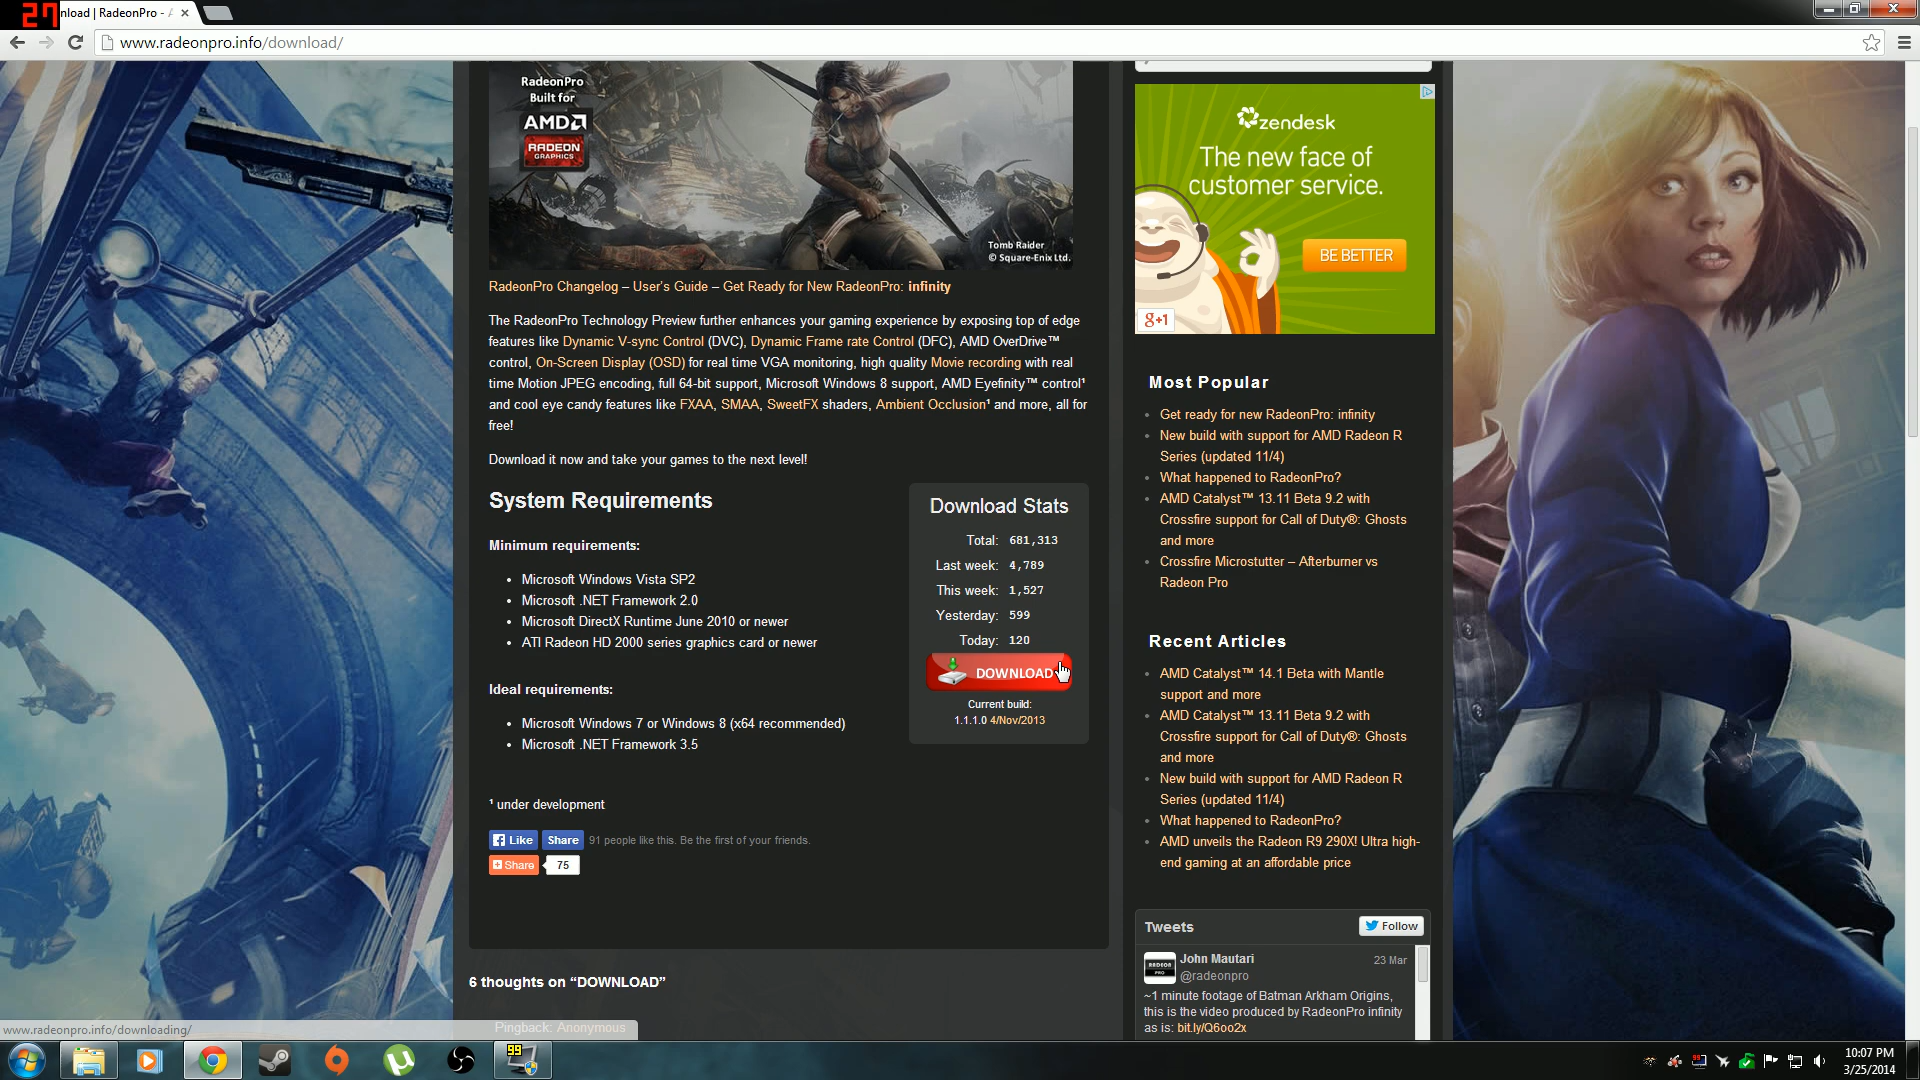 27
nload | RadeonPro - A
www.radeonpro.info/download/
RadeonPro
Built for
AMD
RADEON
GRAPHICS
Tomb Raider
© Square-Enix Ltd.
RadeonPro Changelog – User's Guide – Get Ready for New RadeonPro: infinity
The RadeonPro Technology Preview further enhances your gaming experience by exposing top of edge
features like Dynamic V-sync Control (DVC), Dynamic Frame rate Control (DFC), AMD OverDrive™
control, On-Screen Display (OSD) for real time VGA monitoring, high quality Movie recording with real
time Motion JPEG encoding, full 64-bit support, Microsoft Windows 8 support, AMD Eyefinity™ control¹
and cool eye candy features like FXAA, SMAA, SweetFX shaders, Ambient Occlusion¹ and more, all for
free!
Download it now and take your games to the next level!
System Requirements
Minimum requirements:
• Microsoft Windows Vista SP2
• Microsoft .NET Framework 2.0
• Microsoft DirectX Runtime June 2010 or newer
• ATI Radeon HD 2000 series graphics card or newer
Ideal requirements:
• Microsoft Windows 7 or Windows 8 (x64 recommended)
• Microsoft .NET Framework 3.5
¹ under development
Like Share 91 people like this. Be the first of your friends.
Share 75
Download Stats
Total: 681,313
Last week: 4,789
This week: 1,527
Yesterday: 599
Today: 120
DOWNLOAD
Current build:
1.1.1.0 4/Nov/2013
6 thoughts on “DOWNLOAD”
Pingback: Anonymous
www.radeonpro.info/downloading/
zendesk
The new face of
customer service.
BE BETTER
g+1
Most Popular
• Get ready for new RadeonPro: infinity
• New build with support for AMD Radeon R
Series (updated 11/4)
• What happened to RadeonPro?
• AMD Catalyst™ 13.11 Beta 9.2 with
Crossfire support for Call of Duty®: Ghosts
and more
• Crossfire Microstutter – Afterburner vs
Radeon Pro
Recent Articles
• AMD Catalyst™ 14.1 Beta with Mantle
support and more
• AMD Catalyst™ 13.11 Beta 9.2 with
Crossfire support for Call of Duty®: Ghosts
and more
• New build with support for AMD Radeon R
Series (updated 11/4)
• What happened to RadeonPro?
• AMD unveils the Radeon R9 290X! Ultra high-
end gaming at an affordable price
Tweets
Follow
RADEON
PRO
John Mautari 23 Mar
@radeonpro
~1 minute footage of Batman Arkham Origins,
this is the video produced by RadeonPro infinity
as is: bit.ly/Q6oo2x
99
10:07 PM
3/25/2014